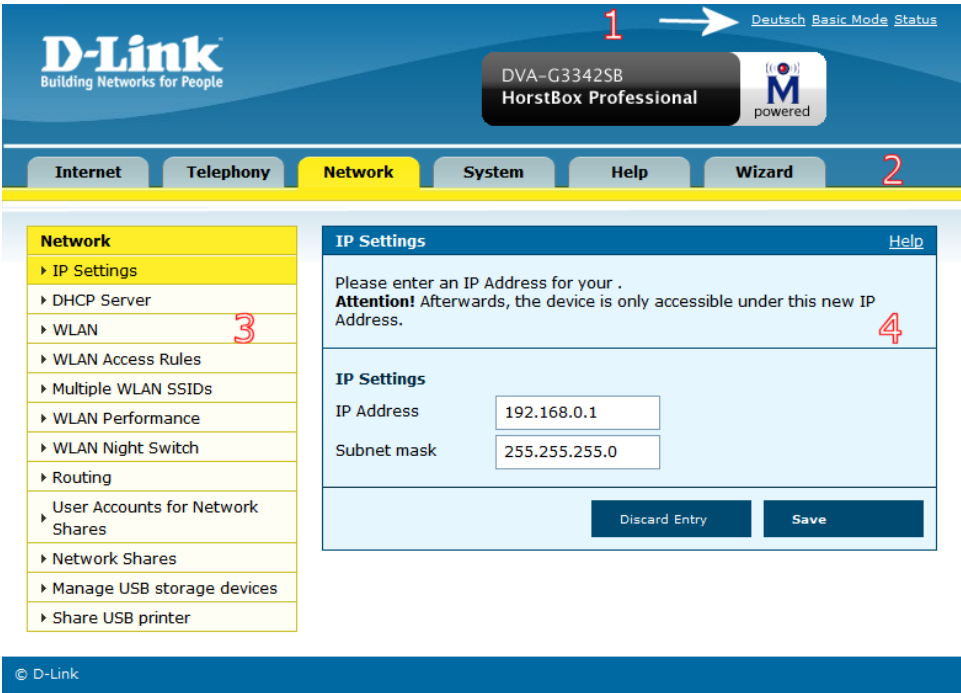 1
Deutsch Basic Mode Status
D-Link
Building Networks for People
DVA-G3342SB
HorstBox Professional
M
powered
Internet Telephony Network System Help Wizard 2
Network
IP Settings
DHCP Server
WLAN
3
WLAN Access Rules
Multiple WLAN SSIDs
WLAN Performance
WLAN Night Switch
Routing
User Accounts for Network
Shares
Network Shares
Manage USB storage devices
Share USB printer
IP Settings Help
Please enter an IP Address for your .
Attention! Afterwards, the device is only accessible under this new IP
Address.
4
IP Settings
IP Address 192.168.0.1
Subnet mask 255.255.255.0
Discard Entry Save
© D-Link